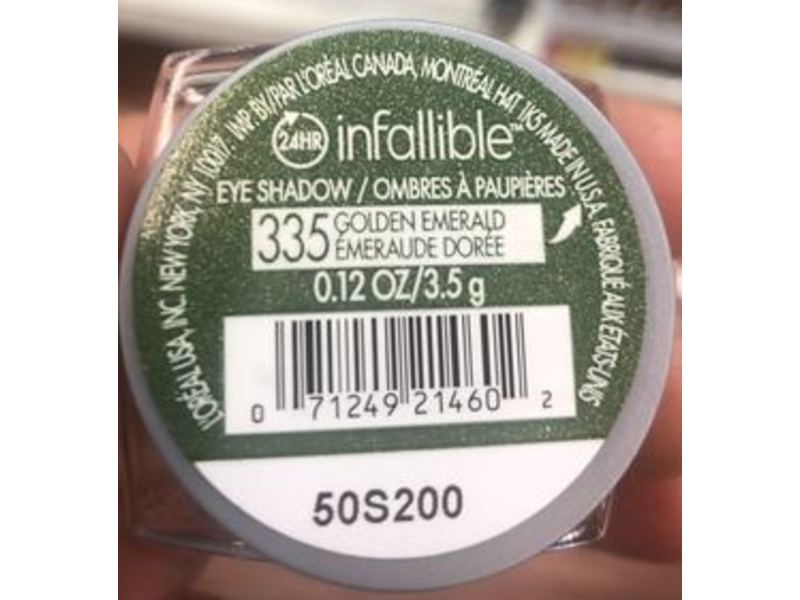 L'ORÉAL USA, INC. NEW YORK, NY 10017. IMP BY/PAR L'ORÉAL CANADA, MONTRÉAL H4T 1K5 MADE IN U.S.A. FABRIQUÉ AUX ÉTATS-UNIS
24HR infallible™
EYE SHADOW / OMBRES À PAUPIÈRES
335 GOLDEN EMERALD
ÉMERAUDE DORÉE
0.12 OZ/3.5 g
0 71249 21460 2
50S200